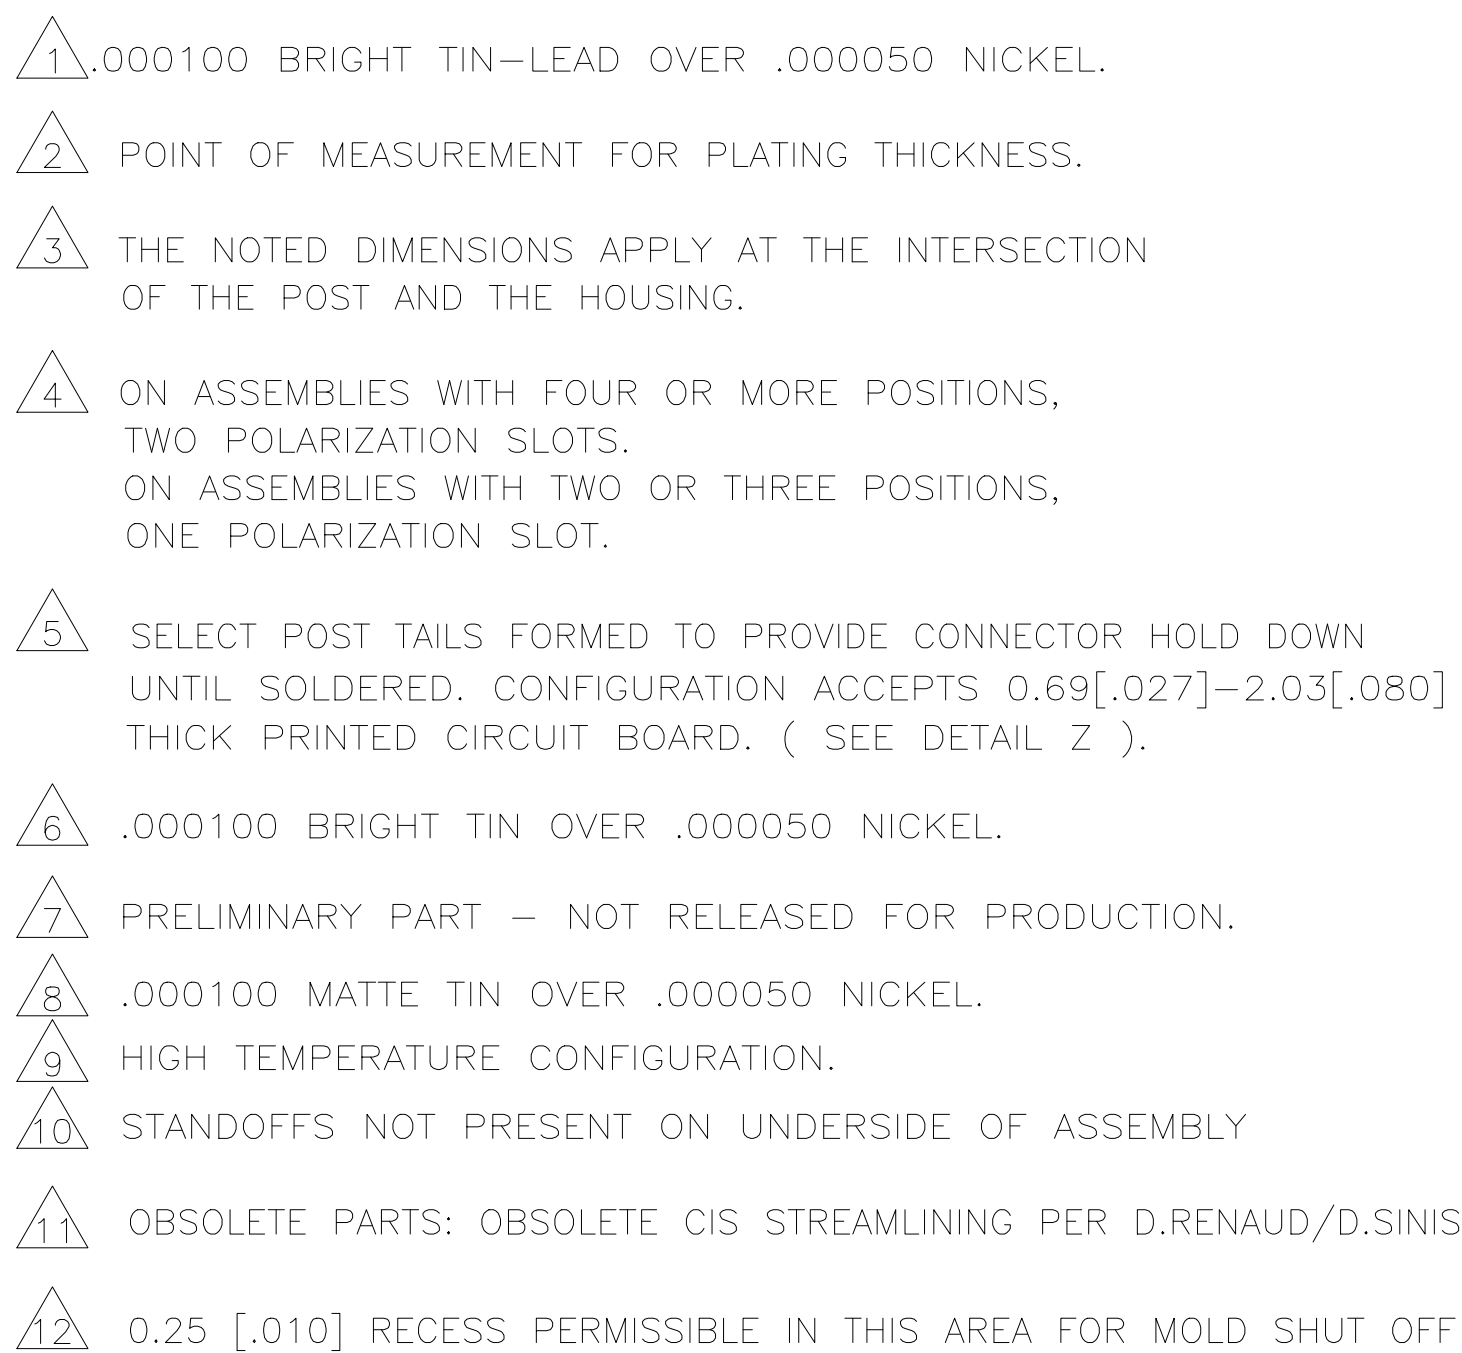 1 .000100 BRIGHT TIN-LEAD OVER .000050 NICKEL.
2 POINT OF MEASUREMENT FOR PLATING THICKNESS.
3 THE NOTED DIMENSIONS APPLY AT THE INTERSECTION
OF THE POST AND THE HOUSING.
4 ON ASSEMBLIES WITH FOUR OR MORE POSITIONS,
TWO POLARIZATION SLOTS.
ON ASSEMBLIES WITH TWO OR THREE POSITIONS,
ONE POLARIZATION SLOT.
5 SELECT POST TAILS FORMED TO PROVIDE CONNECTOR HOLD DOWN
UNTIL SOLDERED. CONFIGURATION ACCEPTS 0.69[.027]-2.03[.080]
THICK PRINTED CIRCUIT BOARD. ( SEE DETAIL Z ).
6 .000100 BRIGHT TIN OVER .000050 NICKEL.
7 PRELIMINARY PART - NOT RELEASED FOR PRODUCTION.
8 .000100 MATTE TIN OVER .000050 NICKEL.
9 HIGH TEMPERATURE CONFIGURATION.
10 STANDOFFS NOT PRESENT ON UNDERSIDE OF ASSEMBLY
11 OBSOLETE PARTS: OBSOLETE CIS STREAMLINING PER D.RENAUD/D.SINIS
12 0.25 [.010] RECESS PERMISSIBLE IN THIS AREA FOR MOLD SHUT OFF